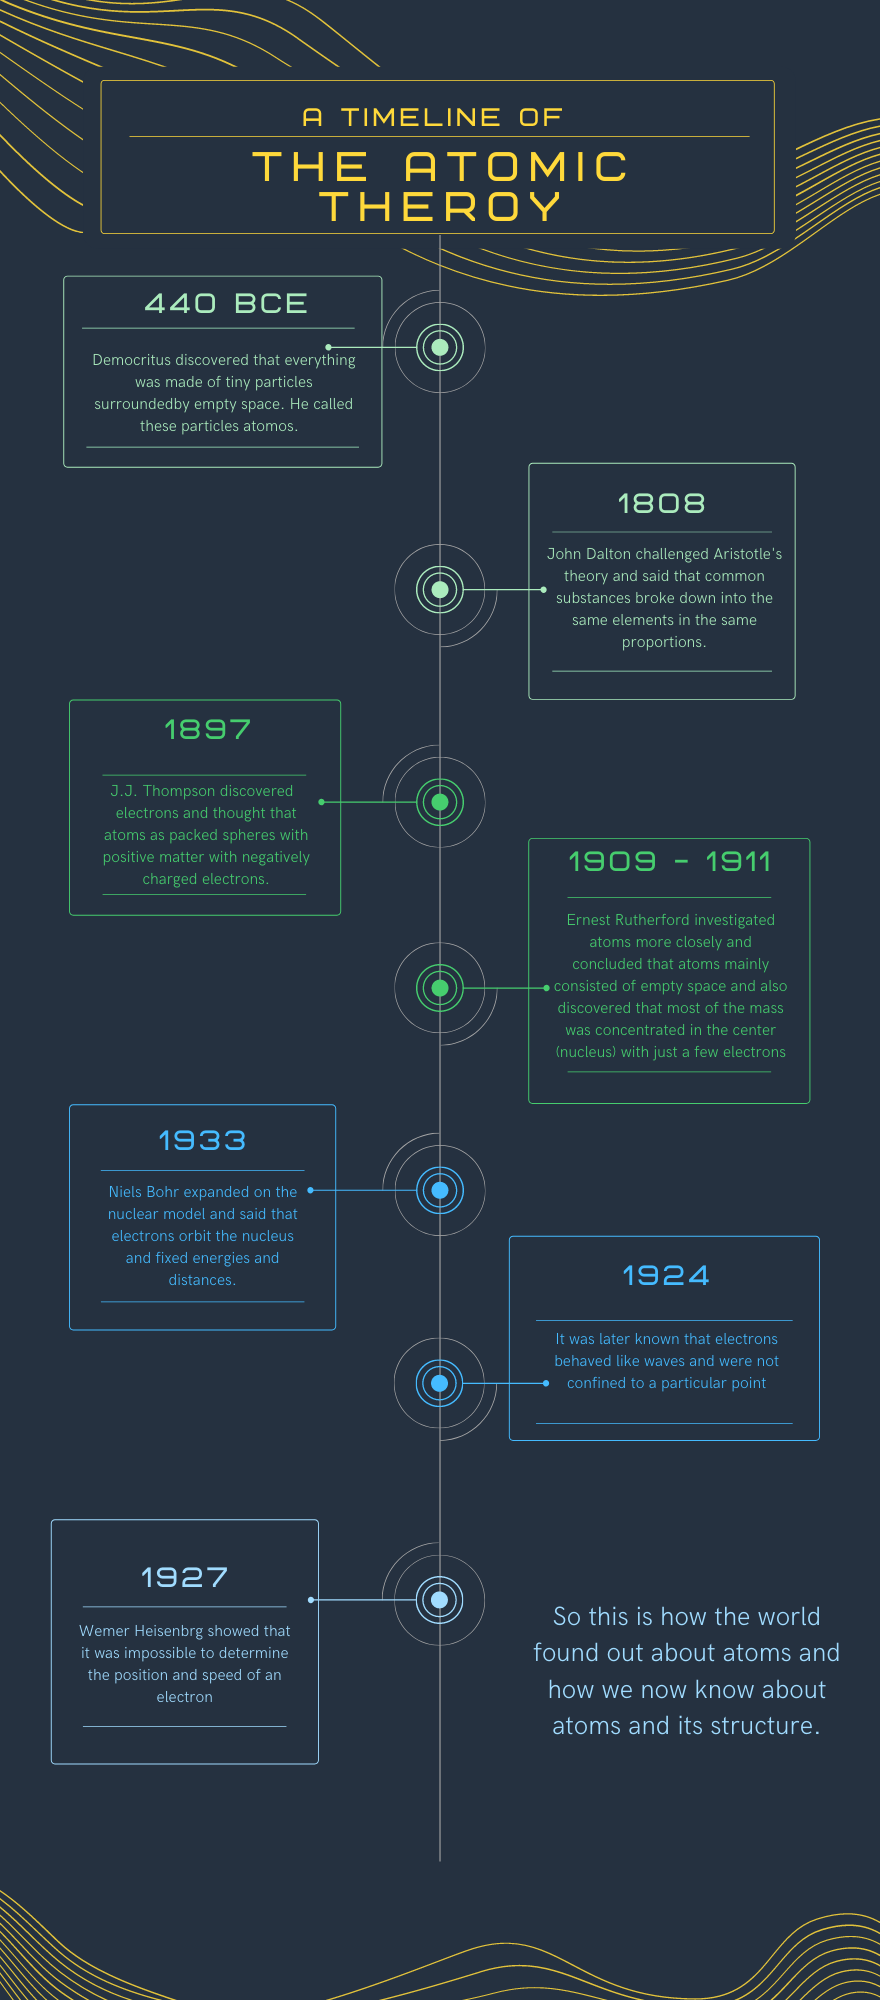 A TIMELINE OF
THE ATOMIC
THEROY
440 BCE
Democritus discovered that everything
was made of tiny particles
surroundedby empty space. He called
these particles atomos.
1808
John Dalton challenged Aristotle's
theory and said that common
substances broke down into the
same elements in the same
proportions.
1897
J.J. Thompson discovered
electrons and thought that
atoms as packed spheres with
positive matter with negatively
charged electrons.
1909 - 1911
Ernest Rutherford investigated
atoms more closely and
concluded that atoms mainly
consisted of empty space and also
discovered that most of the mass
was concentrated in the center
(nucleus) with just a few electrons
1933
Niels Bohr expanded on the
nuclear model and said that
electrons orbit the nucleus
and fixed energies and
distances.
1924
It was later known that electrons
behaved like waves and were not
confined to a particular point
1927
Wemer Heisenbrg showed that
it was impossible to determine
the position and speed of an
electron
So this is how the world
found out about atoms and
how we now know about
atoms and its structure.